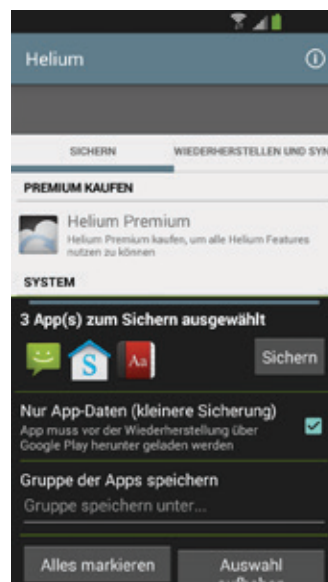 Helium
SICHERN WIEDERHERSTELLEN UND SYN
PREMIUM KAUFEN
Helium Premium
Helium Premium kaufen, um alle Helium Features
nutzen zu können
SYSTEM
3 App(s) zum Sichern ausgewählt
S Aa
Sichern
Nur App-Daten (kleinere Sicherung)
App muss vor der Wiederherstellung über
Google Play herunter geladen werden
Gruppe der Apps speichern
Gruppe speichern unter...
Alles markieren Auswahl